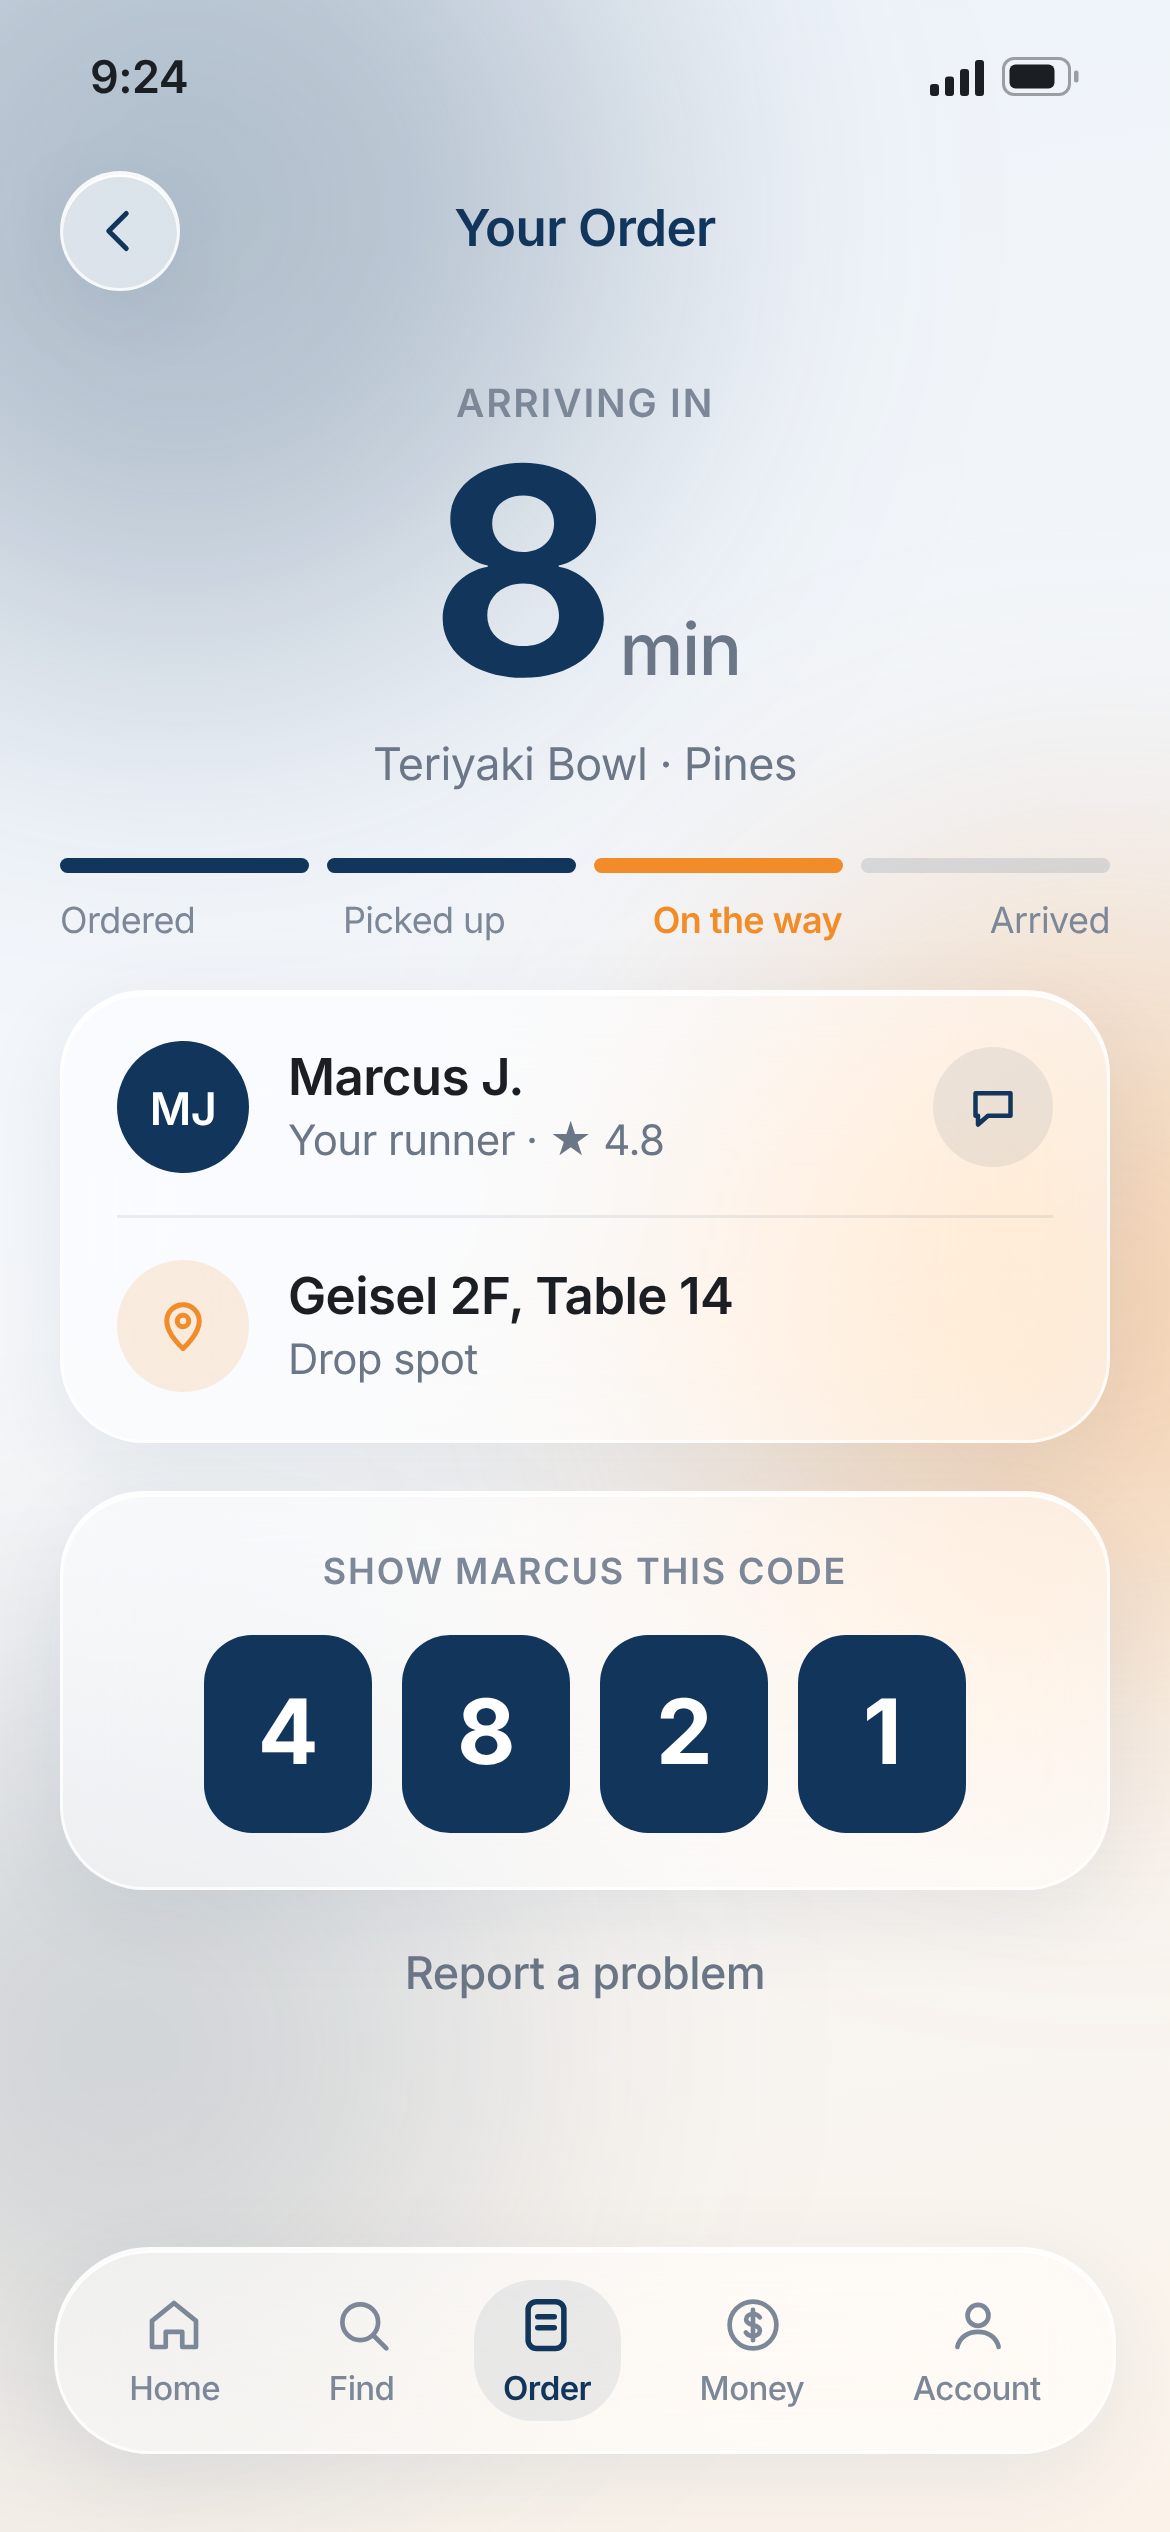 9:24
Your Order
ARRIVING IN
8 min
Teriyaki Bowl · Pines
Ordered Picked up On the way Arrived
MJ
Marcus J.
Your runner · ★ 4.8
Geisel 2F, Table 14
Drop spot
SHOW MARCUS THIS CODE
4 8 2 1
Report a problem
Home Find Order Money Account